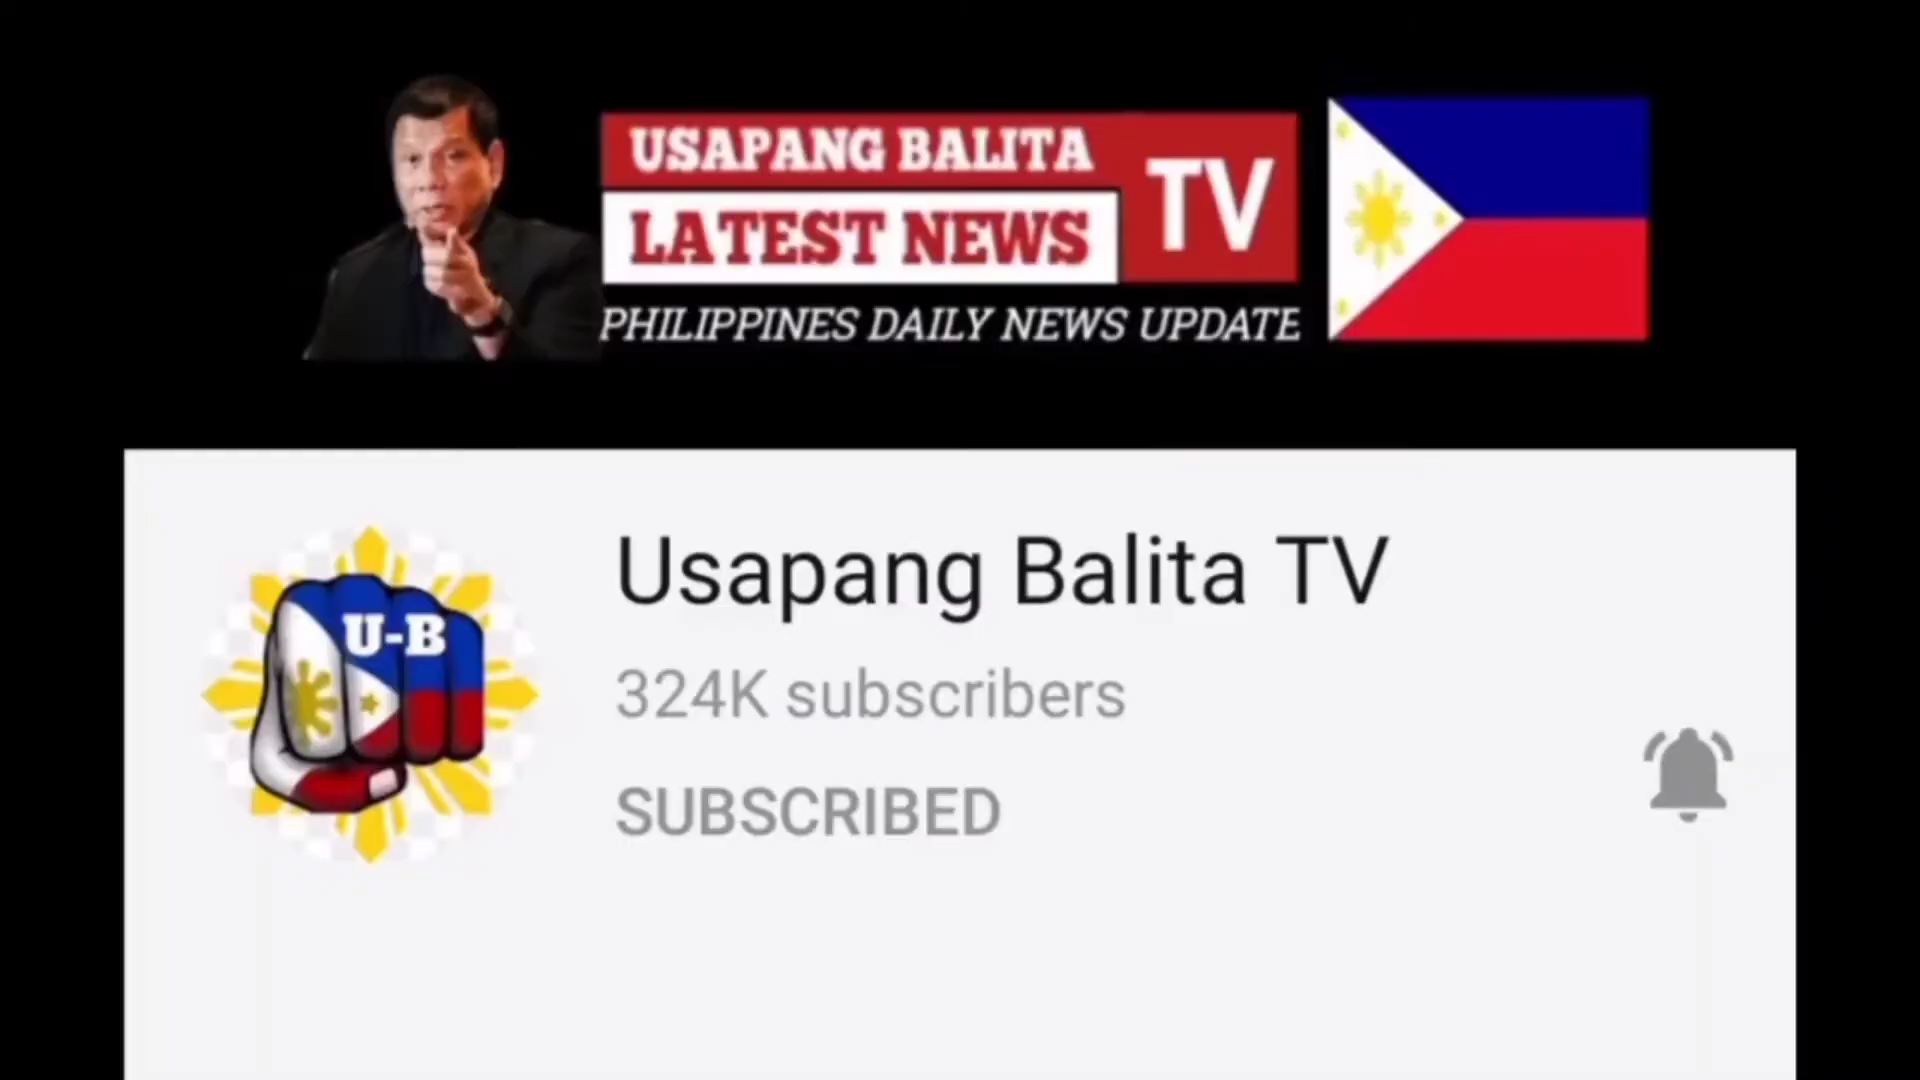 USAPANG BALITA
TV
LATEST NEWS
PHILIPPINES DAILY NEWS UPDATE
Usapang Balita TV
U-B
324K subscribers
SUBSCRIBED